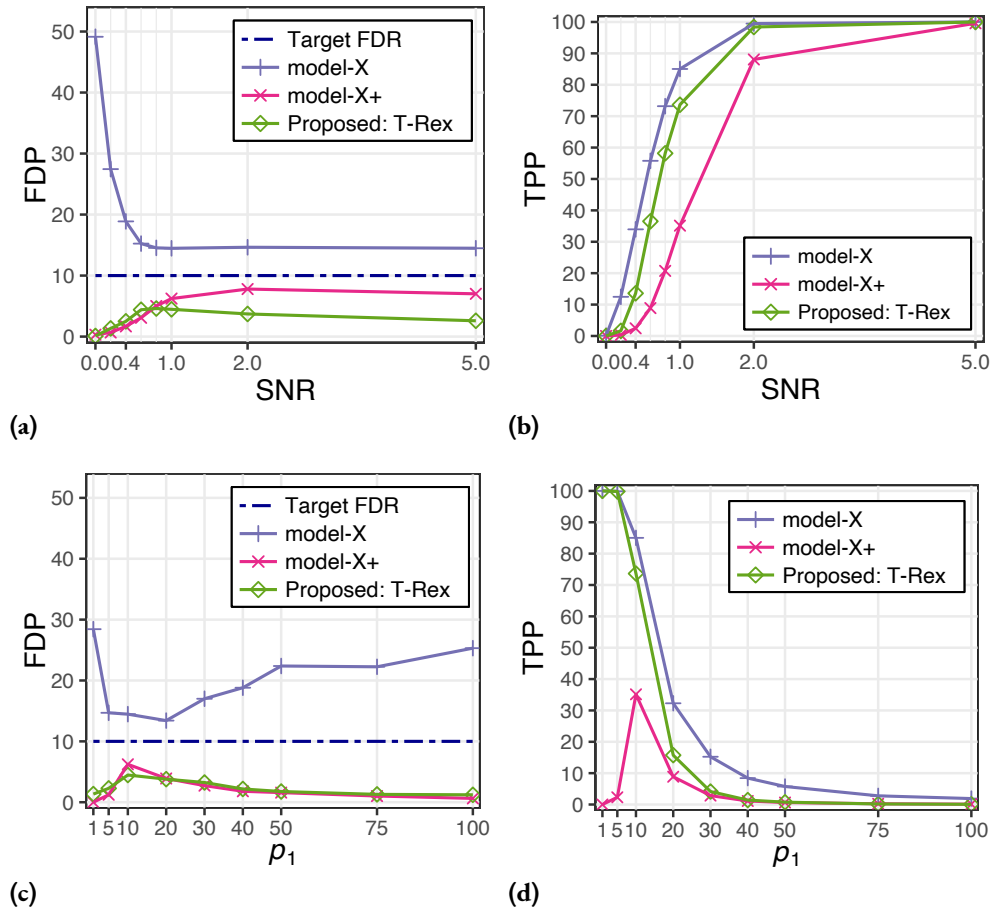 50
40
30
20
10
0
FDP
Target FDR
model-X
model-X+
Proposed: T-Rex
0.0 0.4 1.0 2.0 5.0
SNR
(a)
100
90
80
70
60
50
40
30
20
10
0
TPP
model-X
model-X+
Proposed: T-Rex
0.0 0.4 1.0 2.0 5.0
SNR
(b)
50
40
30
20
10
0
FDP
Target FDR
model-X
model-X+
Proposed: T-Rex
1 5 10 20 30 40 50 75 100
p₁
(c)
100
90
80
70
60
50
40
30
20
10
0
TPP
model-X
model-X+
Proposed: T-Rex
1 5 10 20 30 40 50 75 100
p₁
(d)